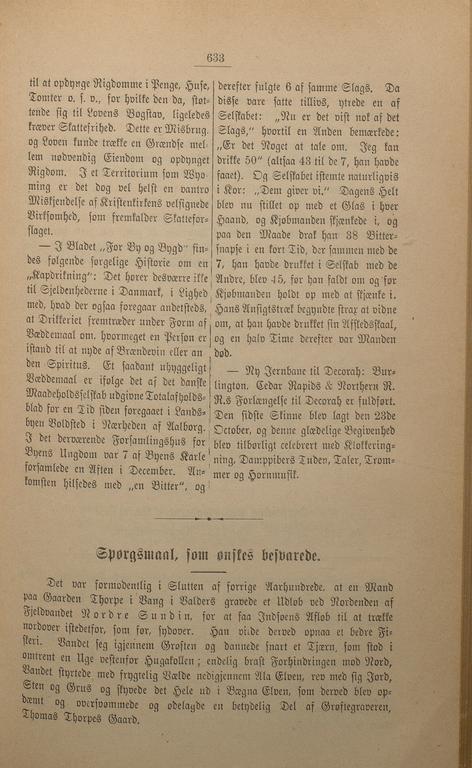 633
til at opdynge Rigdomme i Penge, Huse,
Tomter o. s. v., for hvilke den da, støt-
tende sig til Lovens Bogstav, ligeledes
kræver Skattefrihed. Dette er Misbrug,
og Loven kunde trække en Grændse mel-
lem nødvendig Eiendom og opdynget
Rigdom. I et Territorium som Wyo-
ming er det dog vel helst en vantro
Miskjendelse af Kristenkirkens velsignede
Virksomhed, som fremkalder Skattefor-
slaget.
— I Bladet „For By og Bygd“ fin-
des følgende sørgelige Historie om en
„Kapdrikning“: Det hører desværre ikke
til Sjeldenhederne i Danmark, i Lighed
med, hvad der ogsaa foregaar andetsteds,
at Drikkeriet fremtræder under Form af
Væddemaal om, hvormeget en Person er
istand til at nyde af Brændevin eller an-
den Spiritus. Et saadant uhyggeligt
Væddemaal er ifølge det af det danske
Maadeholdsselskab udgivne Totalafholds-
blad for en Tid siden foregaaet i Lands-
byen Voldsted i Nærheden af Aalborg.
I det derværende Forsamlingshus for
Byens Ungdom var 7 af Byens Karle
forsamlede en Aften i December. An-
komsten hilsedes med „en Bitter“, og
derefter fulgte 6 af samme Slags. Da
disse vare satte tillivs, ytrede en af
Selskabet: „Nu er det vist nok af det
Slags,“ hvortil en Anden bemærkede:
„Er det Noget at tale om. Jeg kan
drikke 50“ (altsaa 43 til de 7, han havde
faaet). Og Selskabet istemte naturligvis
i Kor: „Dem giver vi.“ Dagens Helt
blev nu stillet op med et Glas i hver
Haand, og Kjøbmanden skjænkede i, og
paa den Maade drak han 38 Bitter-
snapse i en kort Tid, der sammen med de
7, han havde drukket i Selskab med de
Andre, blev 45, før han faldt om og før
Kjøbmanden holdt op med at skjænke i.
Hans Ansigtstræk begyndte strax at vidne
om, at han havde drukket sin Afskedsskaal,
og en halv Time derefter var Manden
død.
— Ny Jernbane til Decorah: Bur-
lington, Cedar Rapids & Northern R.
R.s Forlængelse til Decorah er fuldført.
Den sidste Skinne blev lagt den 23de
October, og denne glædelige Begivenhed
blev tilbørligt celebrert med Klokkering-
ning, Damppibers Tuden, Taler, Trom-
mer og Hornmusik.
Spørgsmaal, som ønskes besvarede.
Det var formodentlig i Slutten af forrige Aarhundrede, at en Mand
paa Gaarden Thorpe i Vang i Valders gravede et Udløb ved Nordenden af
Fjeldvandet Nordre Sundin, for at faa Indsøens Afløb til at trække
nordover istedetfor, som før, sydover. Han vilde derved opnaa et bedre Fi-
skeri. Vandet seg igjennem Grøften og dannede snart et Tjærn, som stod i
omtrent en Uge vestenfor Hugakollen; endelig brast Forhindringen mod Nord,
Vandet styrtede med frygtelig Vælde nedigjennem Ala Elven, rev med sig Jord,
Sten og Grus og skyvede det Hele ud i Vægna Elven, som derved blev op-
dæmt og oversvømmede og ødelagde en betydelig Del af Grøftegraveren,
Thomas Thorpes Gaard.